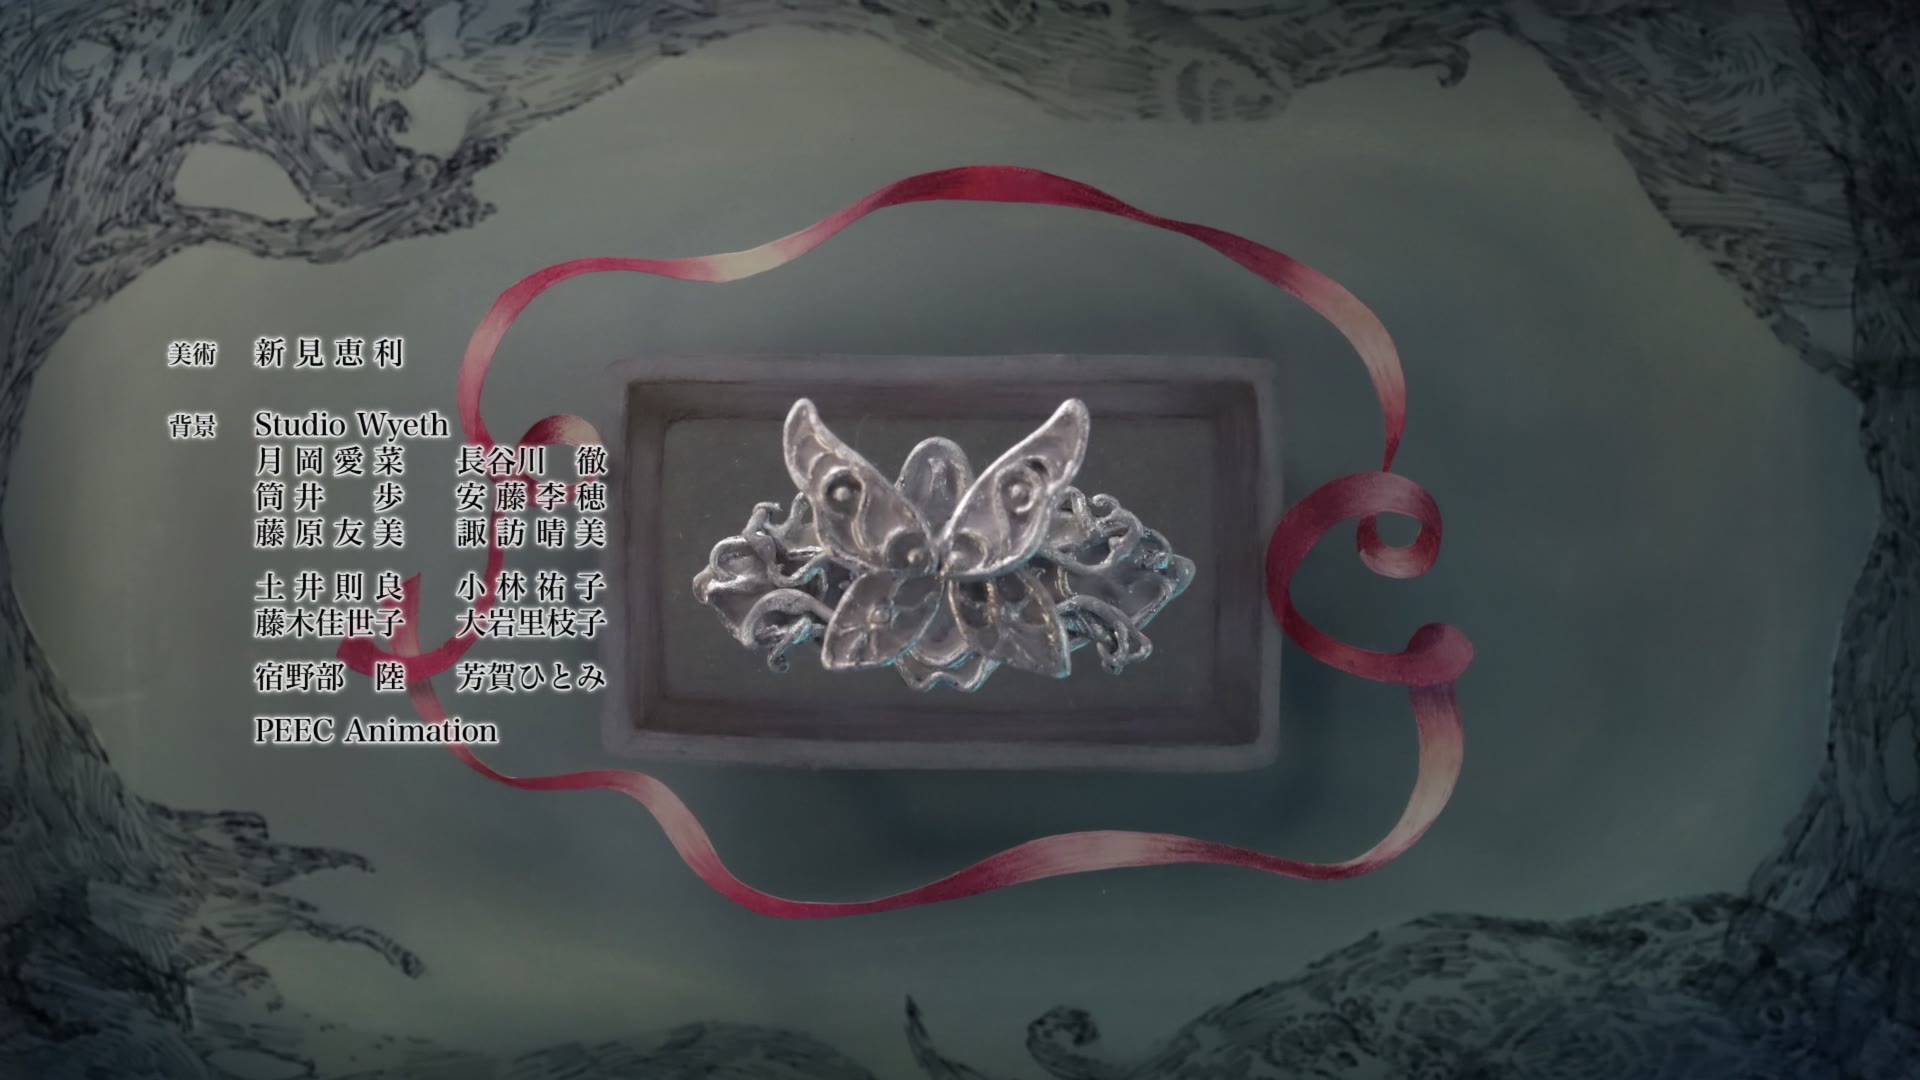 美術 新見恵利
背景 Studio Wyeth
月岡愛菜 長谷川 徹
筒井 歩 安藤李穂
藤原友美 諏訪晴美
土井則良 小林祐子
藤木佳世子 大岩里枝子
宿野部 陸 芳賀ひとみ
PEEC Animation